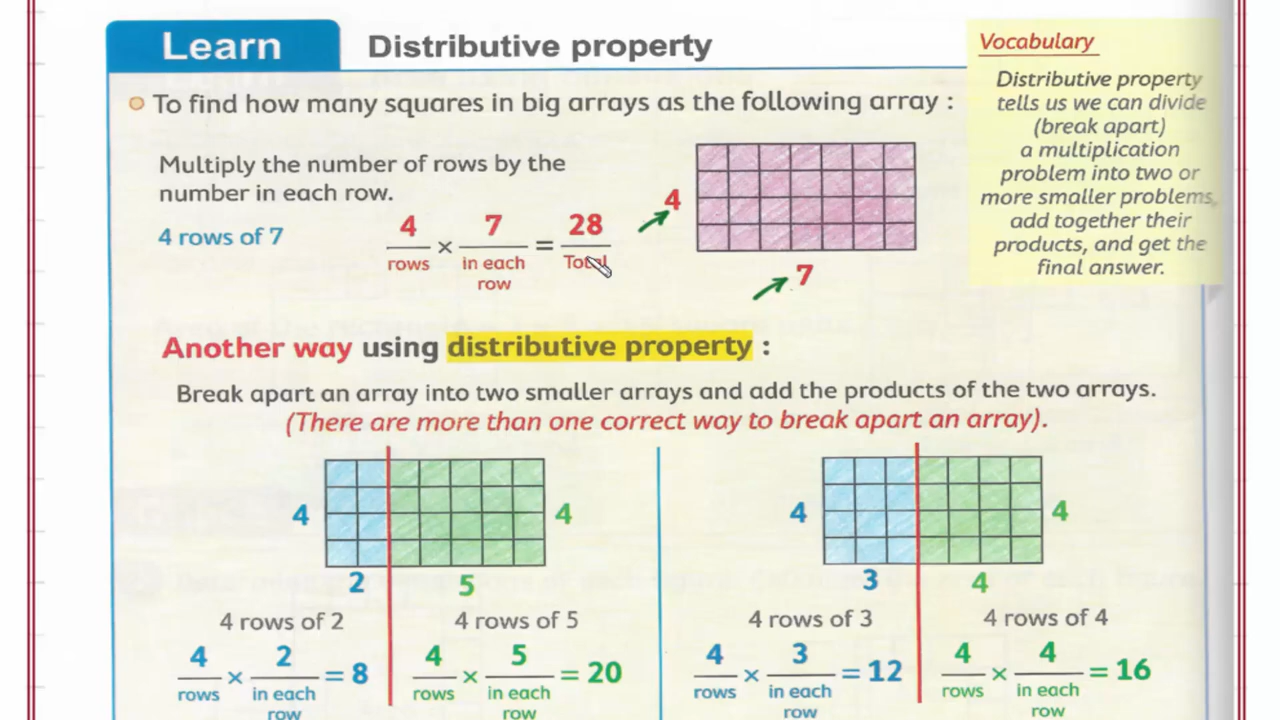 Learn Distributive property
To find how many squares in big arrays as the following array :
Multiply the number of rows by the
number in each row.
4 rows of 7
4 × 7 = 28
rows in each Total
row
4
7
Vocabulary
Distributive property
tells us we can divide
(break apart)
a multiplication
problem into two or
more smaller problems,
add together their
products, and get the
final answer.
Another way using distributive property :
Break apart an array into two smaller arrays and add the products of the two arrays.
(There are more than one correct way to break apart an array).
4 4
2 5
4 rows of 2 4 rows of 5
4 × 2 = 8 4 × 5 = 20
rows in each rows in each
row row
4 4
3 4
4 rows of 3 4 rows of 4
4 × 3 = 12 4 × 4 = 16
rows in each rows in each
row row